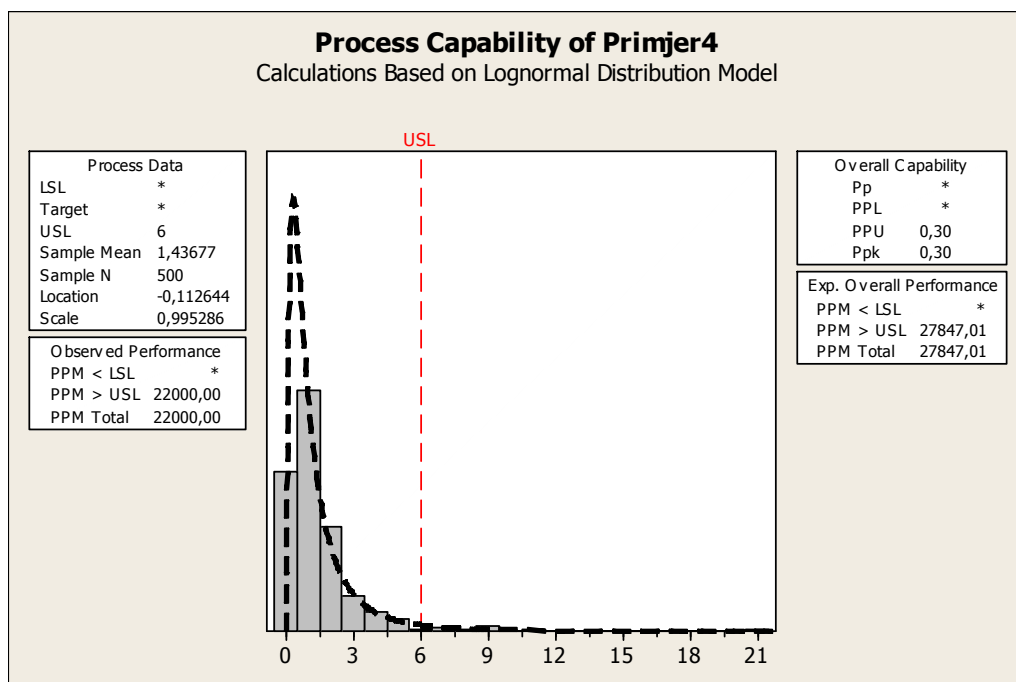 Process Capability of Primjer4
Calculations Based on Lognormal Distribution Model
USL
Process Data
LSL *
Target *
USL 6
Sample Mean 1,43677
Sample N 500
Location -0,112644
Scale 0,995286
Observed Performance
PPM < LSL *
PPM > USL 22000,00
PPM Total 22000,00
Overall Capability
Pp *
PPL *
PPU 0,30
Ppk 0,30
Exp. Overall Performance
PPM < LSL *
PPM > USL 27847,01
PPM Total 27847,01
0 3 6 9 12 15 18 21